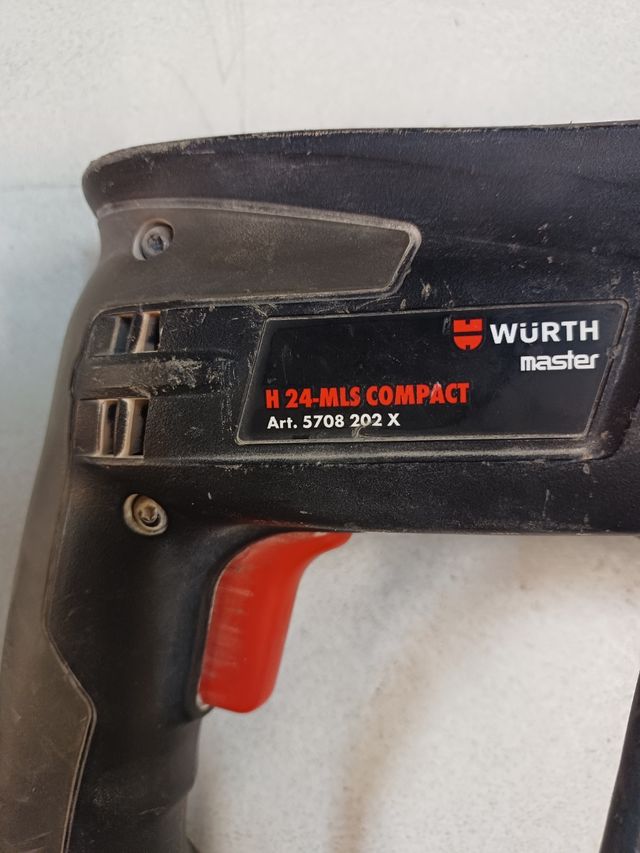 WÜRTH
master
H 24-MLS COMPACT
Art. 5708 202 X